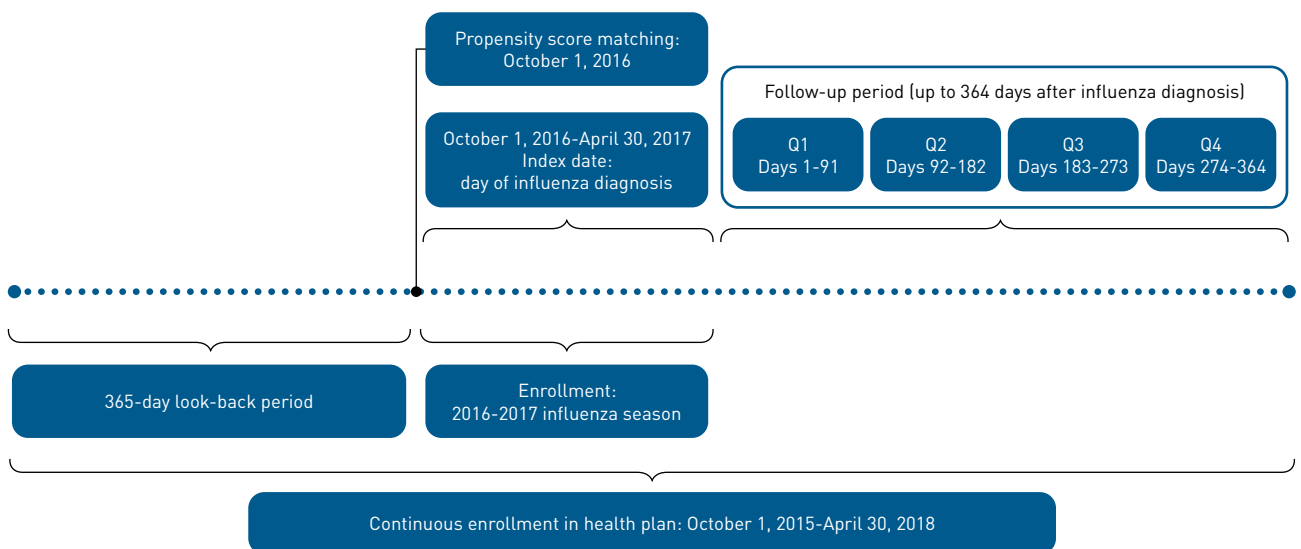 Propensity score matching:
October 1, 2016
Follow-up period (up to 364 days after influenza diagnosis)
October 1, 2016-April 30, 2017
Index date:
day of influenza diagnosis
Q1
Days 1-91
Q2
Days 92-182
Q3
Days 183-273
Q4
Days 274-364
365-day look-back period
Enrollment:
2016-2017 influenza season
Continuous enrollment in health plan: October 1, 2015-April 30, 2018